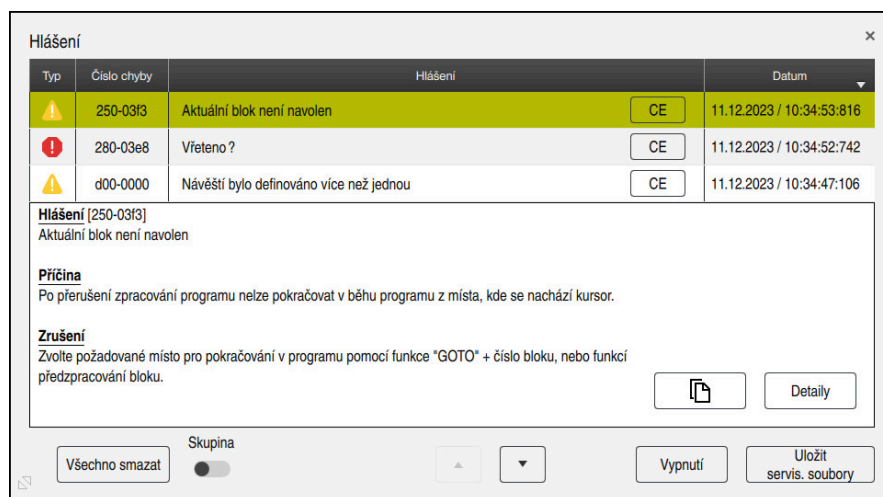 Hlášení
Typ Číslo chyby Hlášení Datum
250-03f3 Aktuální blok není navolen CE 11.12.2023 / 10:34:53:816
280-03e8 Vřeteno ? CE 11.12.2023 / 10:34:52:742
d00-0000 Návěští bylo definováno více než jednou CE 11.12.2023 / 10:34:47:106
Hlášení [250-03f3]
Aktuální blok není navolen
Příčina
Po přerušení zpracování programu nelze pokračovat v běhu programu z místa, kde se nachází kursor.
Zrušení
Zvolte požadované místo pro pokračování v programu pomocí funkce "GOTO" + číslo bloku, nebo funkcí
předzpracování bloku.
Detaily
Skupina
Všechno smazat Vypnutí Uložit
servis. soubory